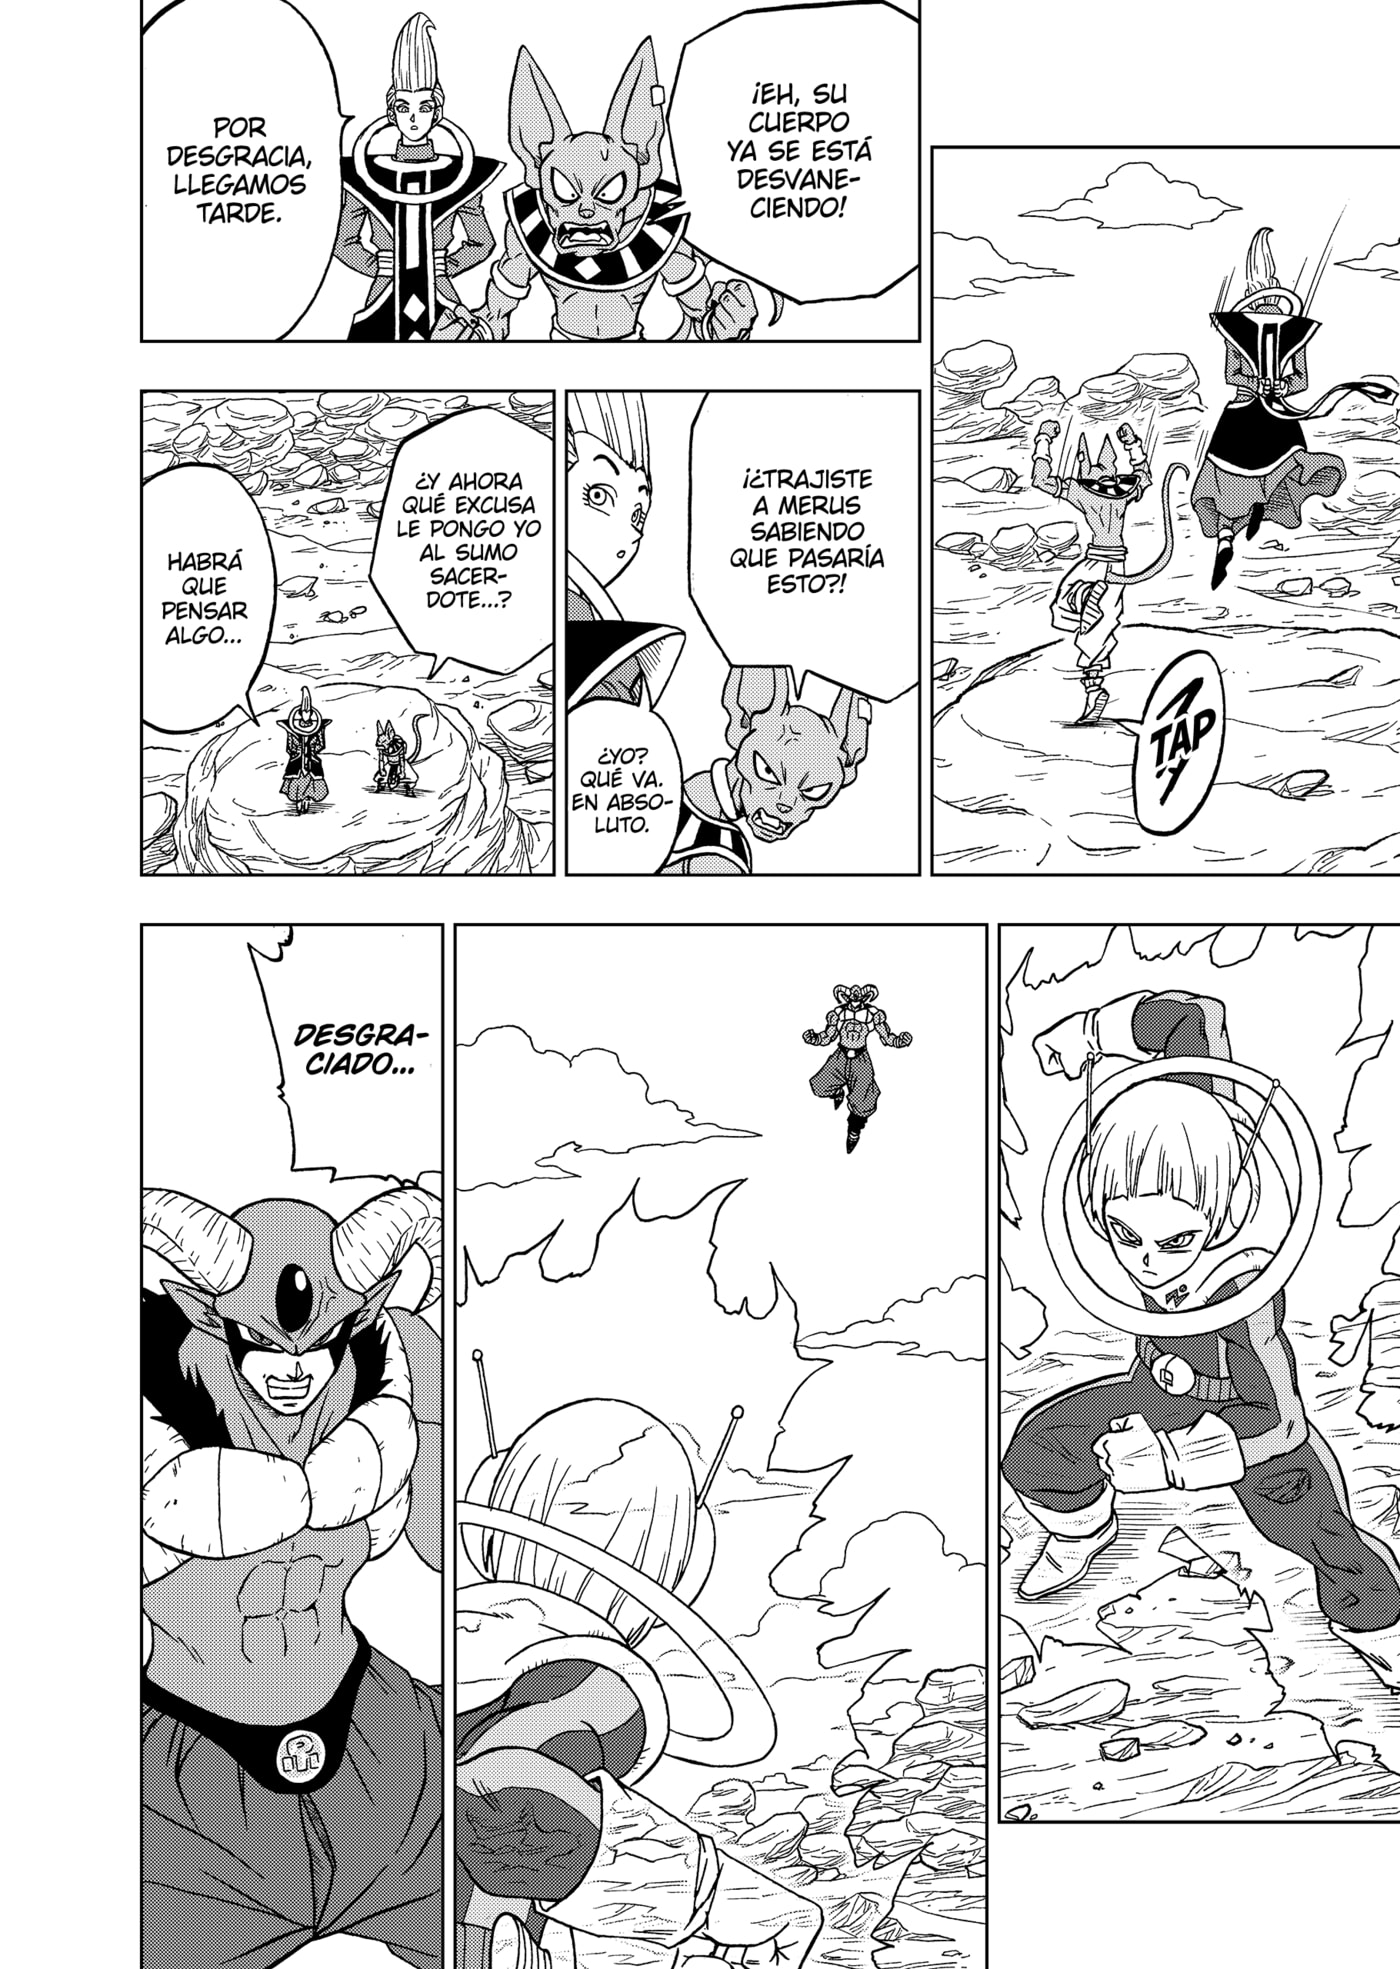 TAP
¡EH, SU
CUERPO
YA SE ESTÁ
DESVANE-
CIENDO!
POR
DESGRACIA,
LLEGAMOS
TARDE.
¡¿TRAJISTE
A MERUS
SABIENDO
QUE PASARÍA
ESTO?!
¿YO?
QUÉ VA.
EN ABSO-
LUTO.
¿Y AHORA
QUÉ EXCUSA
LE PONGO YO
AL SUMO
SACER-
DOTE...?
HABRÁ
QUE
PENSAR
ALGO...
DESGRA-
CIADO...